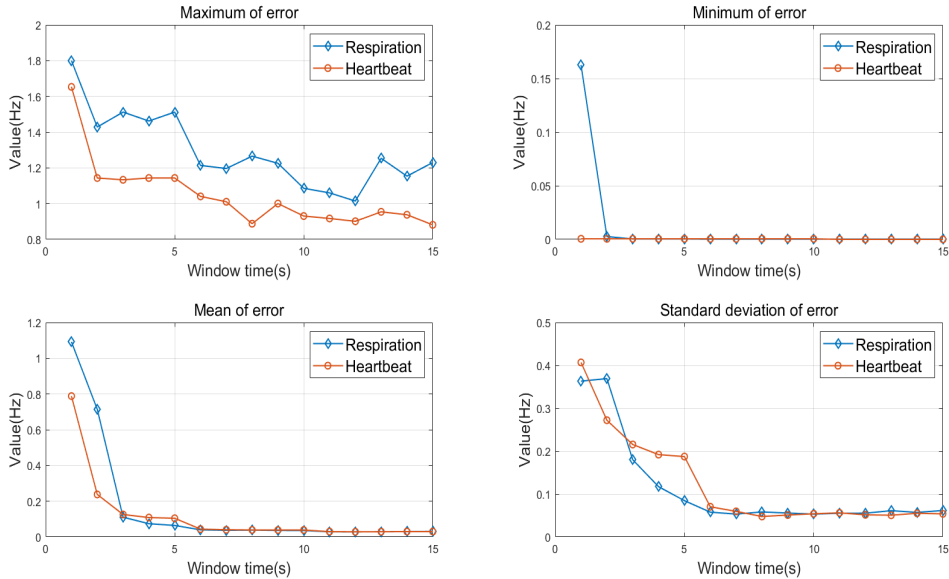 Maximum of error
2
1.8
1.6
1.4
1.2
1
0.8
Value(Hz)
Respiration
Heartbeat
0 5 10 15
Window time(s)
Minimum of error
0.2
0.15
0.1
0.05
0
Value(Hz)
Respiration
Heartbeat
0 5 10 15
Window time(s)
Mean of error
1.2
1
0.8
0.6
0.4
0.2
0
Value(Hz)
Respiration
Heartbeat
0 5 10 15
Window time(s)
Standard deviation of error
0.5
0.4
0.3
0.2
0.1
0
Value(Hz)
Respiration
Heartbeat
0 5 10 15
Window time(s)